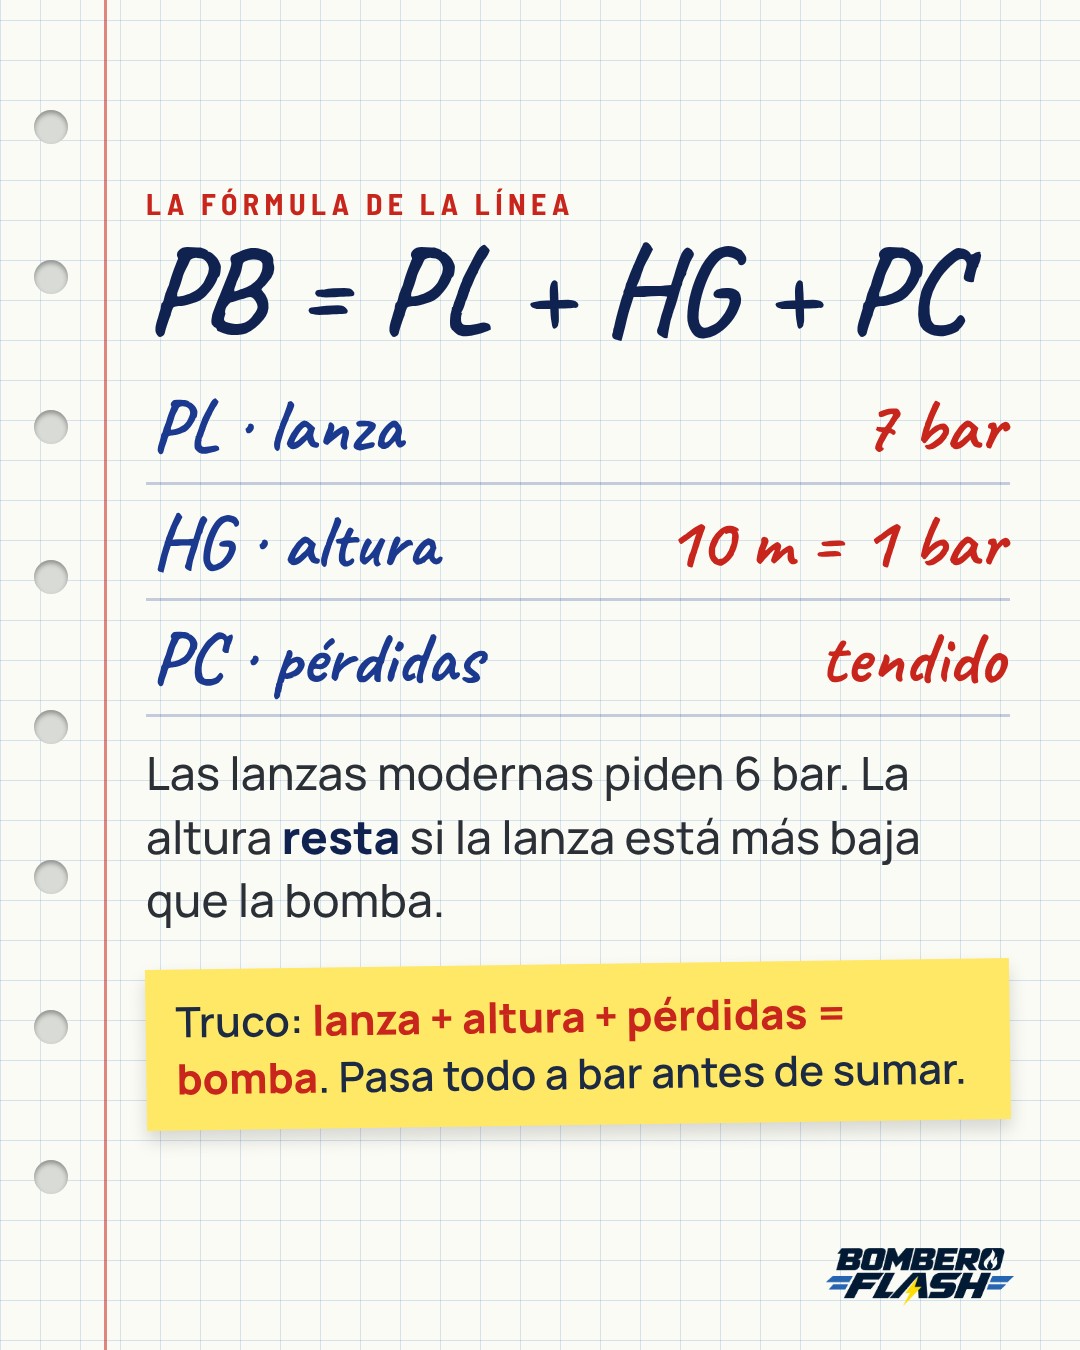 LA FÓRMULA DE LA LÍNEA
PB = PL + HG + PC
PL · lanza 7 bar
HG · altura 10 m = 1 bar
PC · pérdidas tendido
Las lanzas modernas piden 6 bar. La
altura resta si la lanza está más baja
que la bomba.
Truco: lanza + altura + pérdidas =
bomba. Pasa todo a bar antes de sumar.
BOMBERO
FLASH